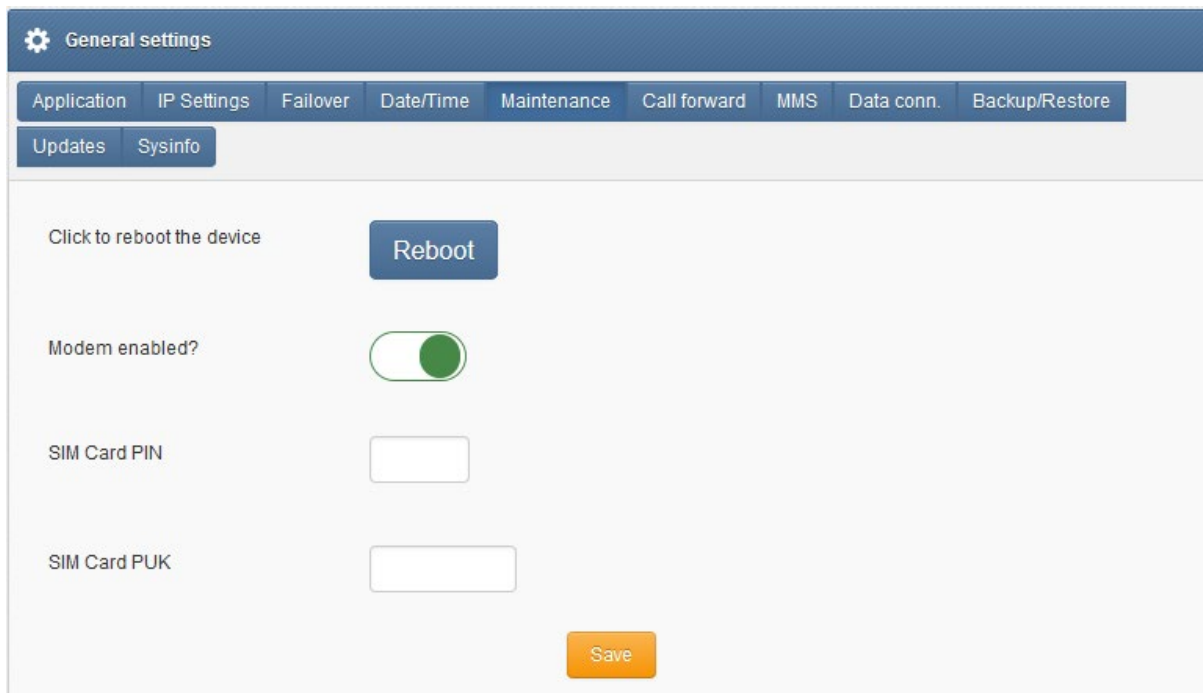 General settings
Application IP Settings Failover Date/Time Maintenance Call forward MMS Data conn. Backup/Restore
Updates Sysinfo
Click to reboot the device Reboot
Modem enabled?
SIM Card PIN
SIM Card PUK
Save